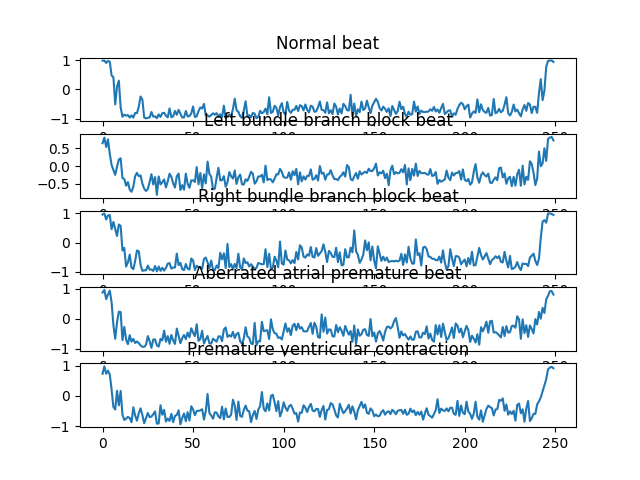 Normal beat
1
0
−1
Left bundle branch block beat
0.5
0.0
−0.5
Right bundle branch block beat
1
0
−1
Aberrated atrial premature beat
1
0
−1
Premature ventricular contraction
1
0
−1
0 50 100 150 200 250